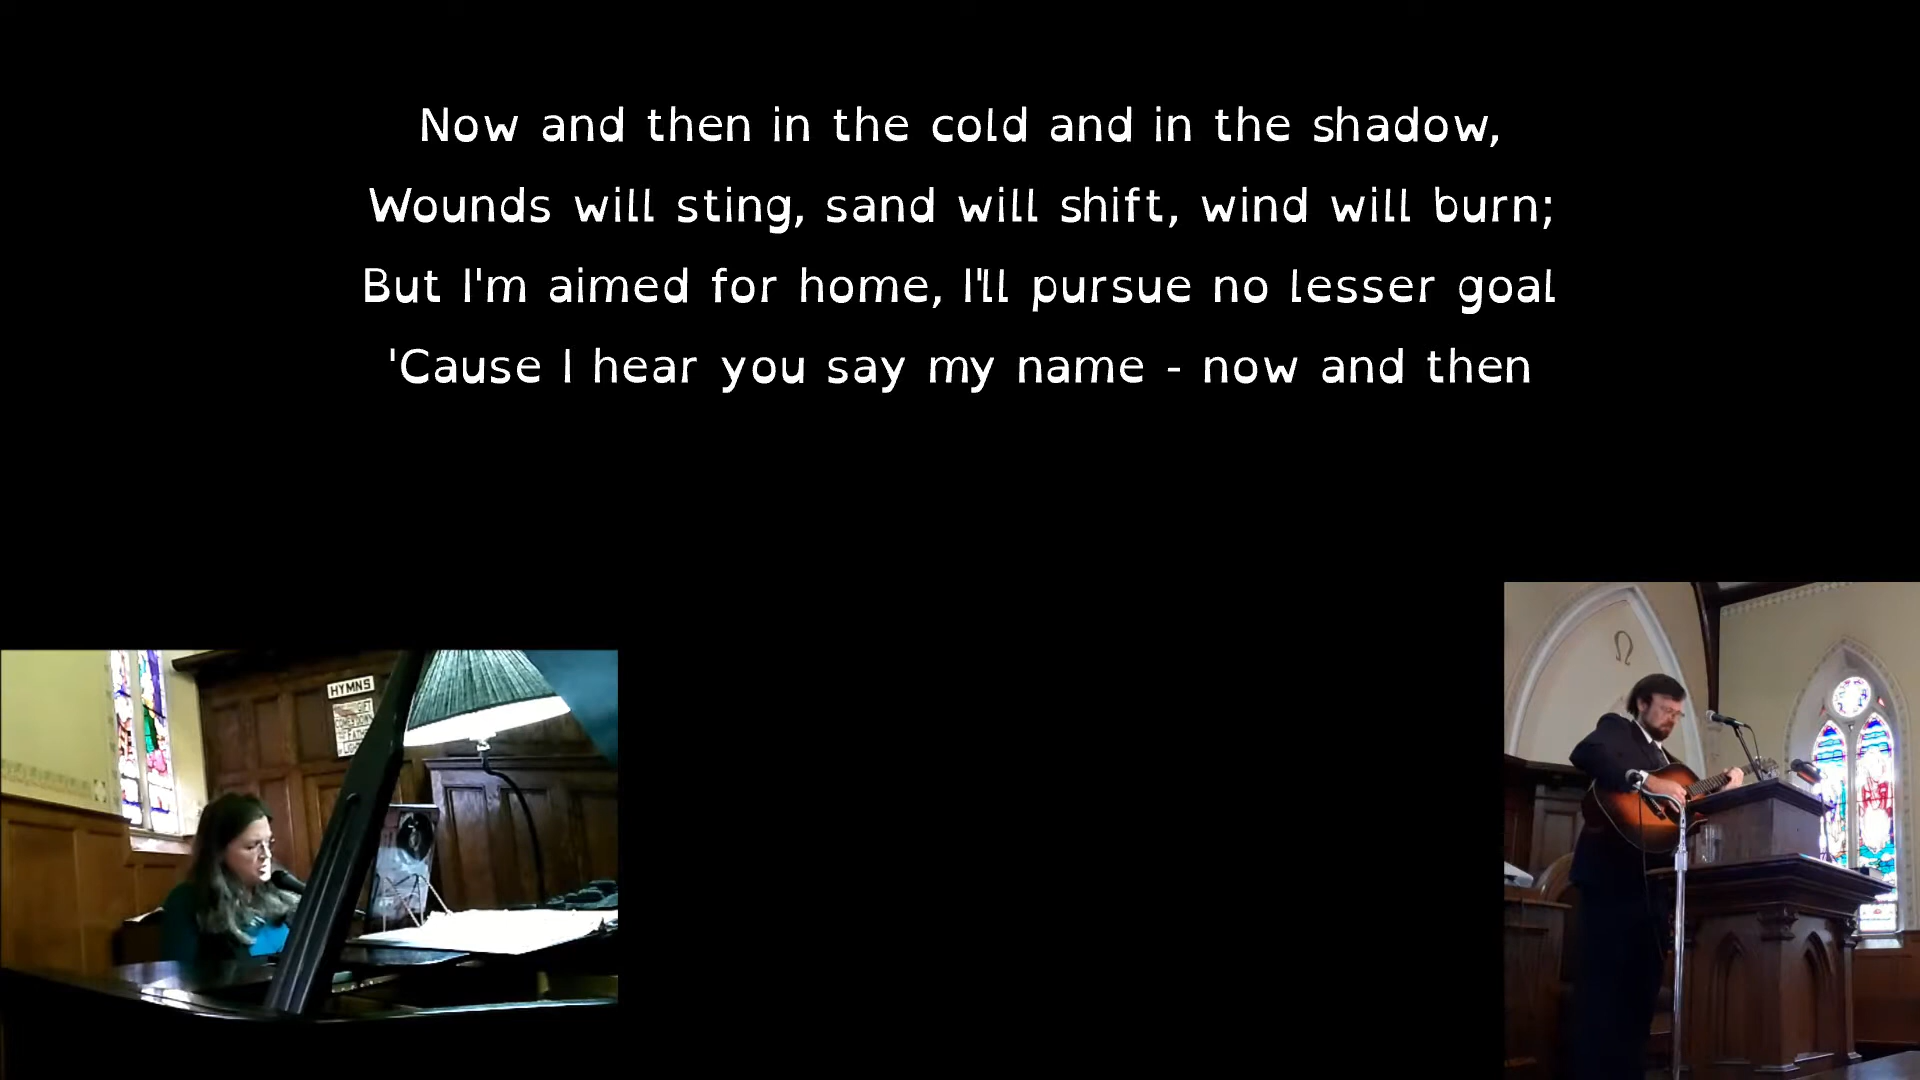 Now and then in the cold and in the shadow,
Wounds will sting, sand will shift, wind will burn;
But I'm aimed for home, I'll pursue no lesser goal
'Cause I hear you say my name - now and then
HYMNS
Ω